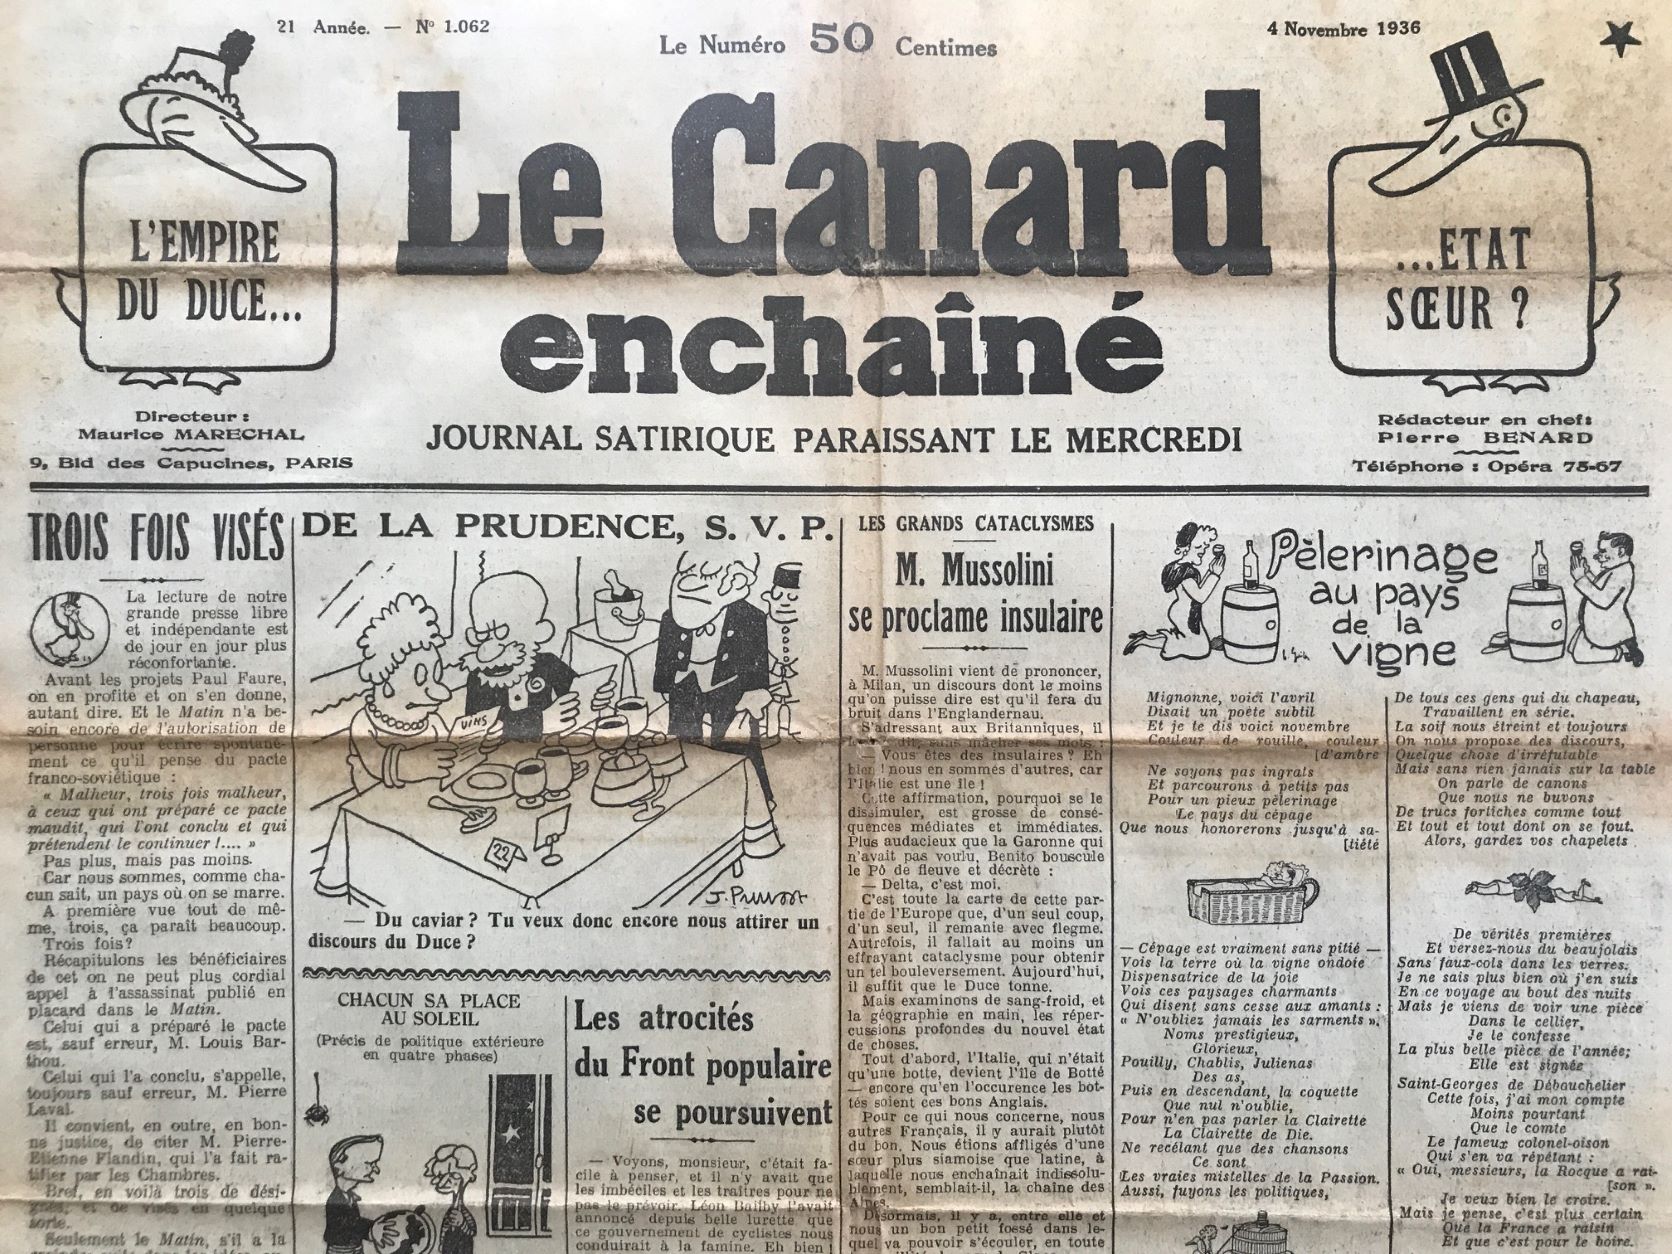 21 Année. — N° 1.062
Le Numéro 50 Centimes
4 Novembre 1936
L'EMPIRE
DU DUCE...
Le Canard
enchaîné
...ETAT
SŒUR ?
Directeur :
Maurice MARECHAL
9, Bld des Capucines, PARIS
JOURNAL SATIRIQUE PARAISSANT LE MERCREDI
Rédacteur en chef:
Pierre BENARD
Téléphone : Opéra 75-67
TROIS FOIS VISÉS
La lecture de notre
grande presse libre
et indépendante est
de jour en jour plus
réconfortante.
Avant les projets Paul Faure,
on en profite et on s'en donne,
autant dire. Et le Matin n'a be-
soin encore de l'autorisation de
personne pour écrire spontané-
ment ce qu'il pense du pacte
franco-soviétique :
« Malheur, trois fois malheur,
à ceux qui ont préparé ce pacte
maudit, qui l'ont conclu et qui
prétendent le continuer !.... »
Pas plus, mais pas moins.
Car nous sommes, comme cha-
cun sait, un pays où on se marre.
A première vue tout de mê-
me, trois, ça paraît beaucoup.
Trois fois?
Récapitulons les bénéficiaires
de cet on ne peut plus cordial
appel à l'assassinat publié en
placard dans le Matin.
Celui qui a préparé le pacte
est, sauf erreur, M. Louis Bar-
thou.
Celui qui l'a conclu, s'appelle,
toujours sauf erreur, M. Pierre
Laval.
Il convient, en outre, en bon-
ne justice, de citer M. Pierre-
Etienne Flandin, qui l'a fait ra-
tifier par les Chambres.
Bref, en voilà trois de dési-
gnés, et de visés en quelque
sorte.
Seulement le Matin, s'il a la
DE LA PRUDENCE, S. V. P.
VINS
22
J. Pruvost
— Du caviar ? Tu veux donc encore nous attirer un
discours du Duce ?
CHACUN SA PLACE
AU SOLEIL
(Précis de politique extérieure
en quatre phases)
Les atrocités
du Front populaire
se poursuivent
— Voyons, monsieur, c'était fa-
cile à penser, et il n'y avait que
les imbéciles et les traîtres pour ne
pas le prévoir. Léon Bailby l'avait
annoncé depuis belle lurette que
ce gouvernement de cyclistes nous
conduirait à la famine. Eh bien !
LES GRANDS CATACLYSMES
M. Mussolini
se proclame insulaire
M. Mussolini vient de prononcer,
à Milan, un discours dont le moins
qu'on puisse dire est qu'il fera du
bruit dans l'Englandernau.
S'adressant aux Britanniques, il
leur dit, sans mâcher ses mots :
— Vous êtes des insulaires ? Eh
bien ! nous en sommes d'autres, car
l'Italie est une île !
Cette affirmation, pourquoi se le
dissimuler, est grosse de consé-
quences médiates et immédiates.
Plus audacieux que la Garonne qui
n'avait pas voulu, Benito bouscule
le Pô de fleuve et décrète :
— Delta, c'est moi.
C'est toute la carte de cette par-
tie de l'Europe que, d'un seul coup,
d'un seul, il remanie avec flegme.
Autrefois, il fallait au moins un
effrayant cataclysme pour obtenir
un tel bouleversement. Aujourd'hui,
il suffit que le Duce tonne.
Mais examinons de sang-froid, et
la géographie en main, les réper-
cussions profondes du nouvel état
de choses.
Tout d'abord, l'Italie, qui n'était
qu'une botte, devient l'île de Botté
— encore qu'en l'occurence les bot-
tés soient ces bons Anglais.
Pour ce qui nous concerne, nous
autres Français, il y aurait plutôt
du bon. Nous étions affligés d'une
sœur plus siamoise que latine, à
laquelle nous enchaînait indissolu-
blement, semblait-il, la chaîne des
Alpes.
Désormais, il y a, entre elle et
nous un bon petit fossé dans le-
quel va pouvoir s'écouler, en toute
Pèlerinage
au pays
de la
vigne
Mignonne, voici l'avril
Disait un poète subtil
Et je te dis voici novembre
Couleur de rouille, couleur
[d'ambre
Ne soyons pas ingrats
Et parcourons à petits pas
Pour un pieux pèlerinage
Le pays du cépage
Que nous honorerons jusqu'à sa-
[tiété
— Cépage est vraiment sans pitié —
Vois la terre où la vigne ondoie
Dispensatrice de la joie
Vois ces paysages charmants
Qui disent sans cesse aux amants :
« N'oubliez jamais les sarments ».
Noms prestigieux,
Glorieux,
Pouilly, Chablis, Julienas
Des as,
Puis en descendant, la coquette
Que nul n'oublie,
Pour n'en pas parler la Clairette
La Clairette de Die.
Ne recélant que des chansons
Ce sont
Les vraies mistelles de la Passion.
Aussi, fuyons les politiques,
De tous ces gens qui du chapeau,
Travaillent en série.
La soif nous étreint et toujours
On nous propose des discours,
Quelque chose d'irréfutable
Mais sans rien jamais sur la table
On parle de canons
Que nous ne buvons
De trucs fortiches comme tout
Et tout et tout dont on se fout.
Alors, gardez vos chapelets
De vérités premières
Et versez-nous du beaujolais
Sans faux-cols dans les verres.
Je ne sais plus bien où j'en suis
En ce voyage au bout des nuits
Mais je viens de voir une pièce
Dans le cellier,
Je le confesse
La plus belle pièce de l'année;
Elle est signée
Saint-Georges de Débouchelier
Cette fois, j'ai mon compte
Moins pourtant
Que le comte
Le fameux colonel-oison
Qui s'en va répétant :
« Oui, messieurs, la Rocque a rai-
[son ».
Je veux bien le croire.
Mais je pense, c'est plus certain
Que la France a raisin
Et que c'est pour le boire.